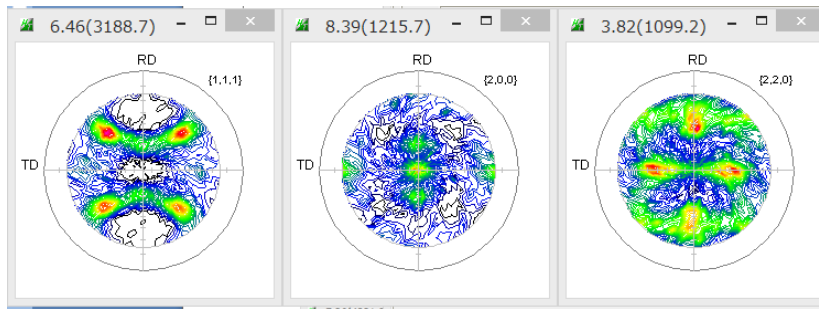 6.46(3188.7)
RD
{1,1,1}
TD
8.39(1215.7)
RD
{2,0,0}
TD
3.82(1099.2)
RD
{2,2,0}
TD